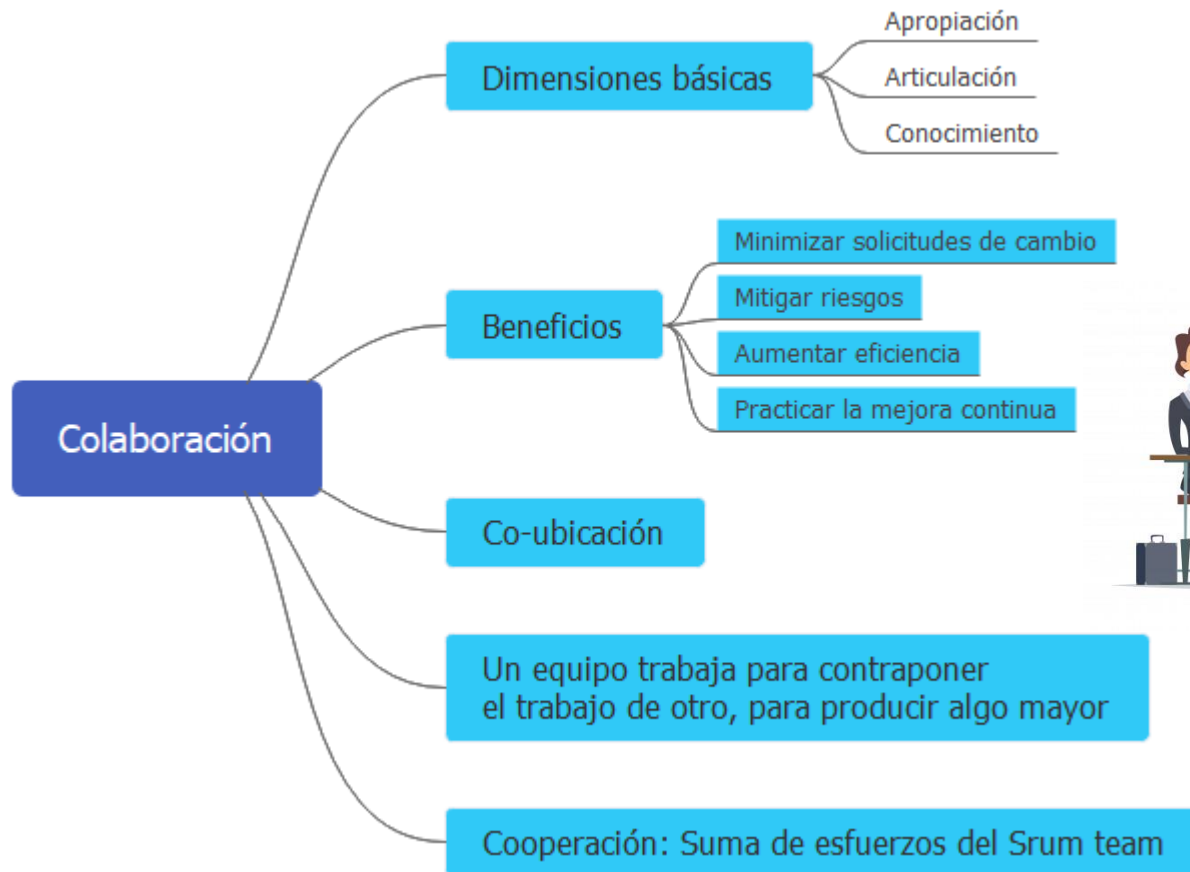 Apropiación
Dimensiones básicas
Articulación
Conocimiento
Minimizar solicitudes de cambio
Mitigar riesgos
Beneficios
Aumentar eficiencia
Practicar la mejora continua
Colaboración
Co-ubicación
Un equipo trabaja para contraponer
el trabajo de otro, para producir algo mayor
Cooperación: Suma de esfuerzos del Srum team